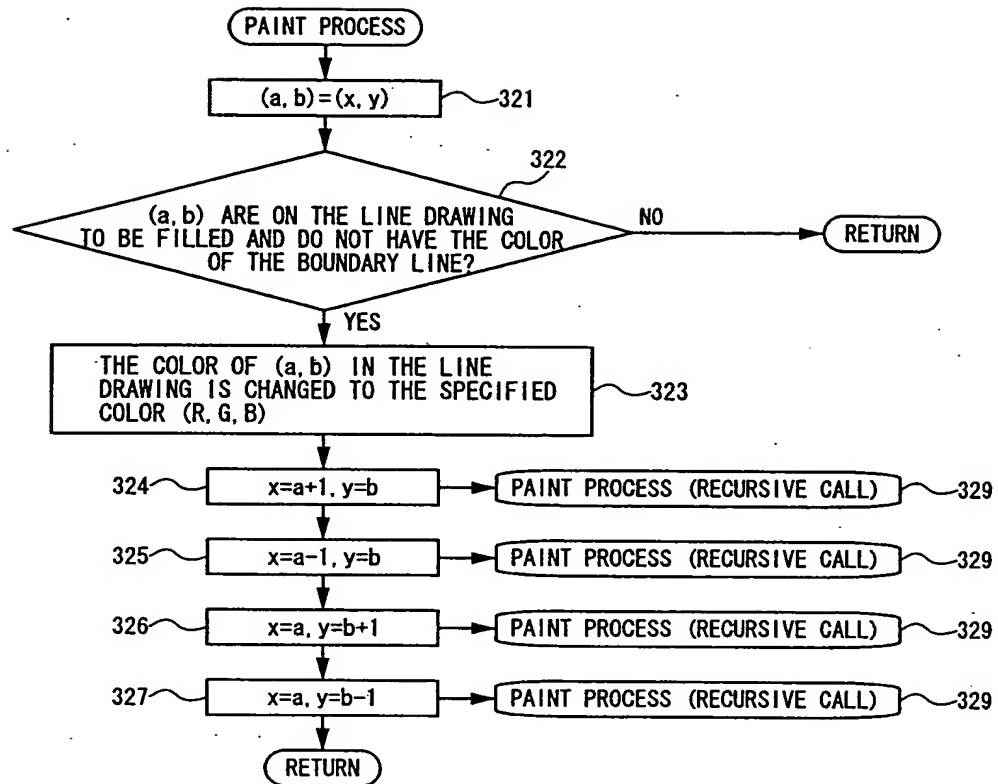 PAINT PROCESS
(a, b)=(x, y)
321
322
(a, b) ARE ON THE LINE DRAWING
TO BE FILLED AND DO NOT HAVE THE COLOR
OF THE BOUNDARY LINE?
NO
RETURN
YES
THE COLOR OF (a, b) IN THE LINE
DRAWING IS CHANGED TO THE SPECIFIED
COLOR (R, G, B)
323
324
x=a+1, y=b
PAINT PROCESS (RECURSIVE CALL)
329
325
x=a-1, y=b
PAINT PROCESS (RECURSIVE CALL)
329
326
x=a, y=b+1
PAINT PROCESS (RECURSIVE CALL)
329
327
x=a, y=b-1
PAINT PROCESS (RECURSIVE CALL)
329
RETURN